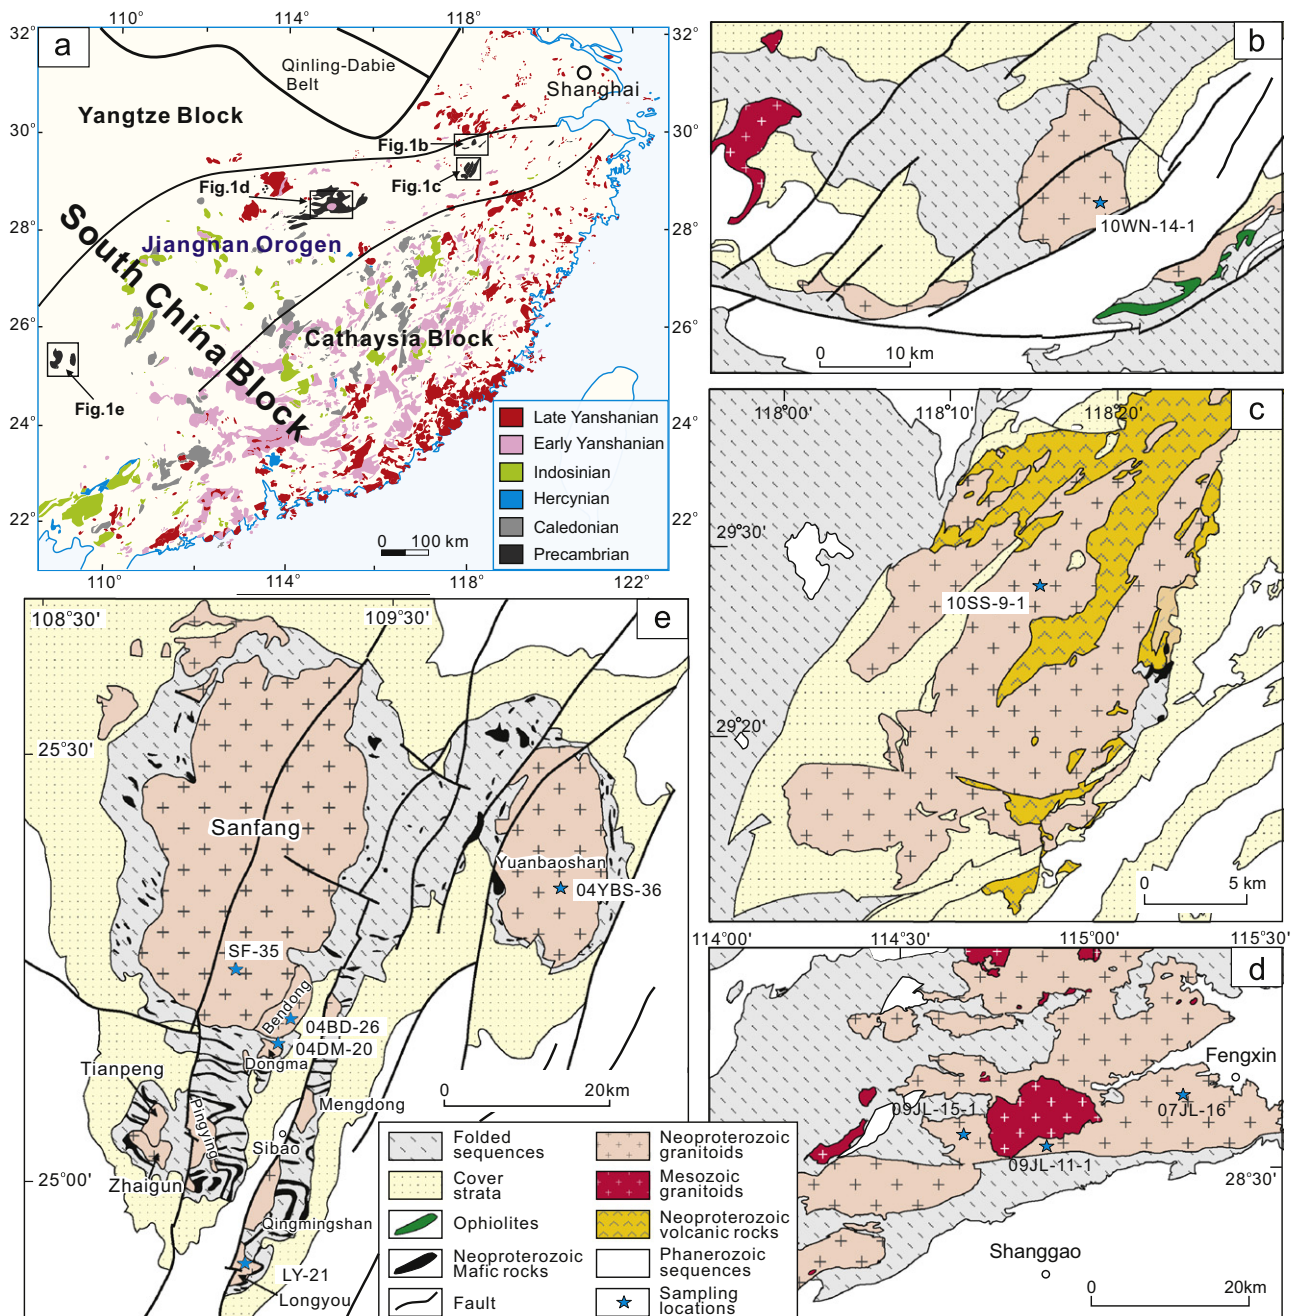 110°
114°
118°
32°
a
Qinling-Dabie
Belt
Shanghai
32°
Yangtze Block
30°
Fig.1b
30°
Fig.1d
Fig.1c
28°
Jiangnan Orogen
28°
South China Block
26°
Cathaysia Block
26°
Fig.1e
24°
24°
Late Yanshanian
Early Yanshanian
Indosinian
Hercynian
Caledonian
Precambrian
22°
22°
0 100 km
110°
114°
118°
122°
b
10WN-14-1
0 10 km
c
118°00'
118°10'
118°20'
29°30'
10SS-9-1
29°20'
0 5 km
114°00'
114°30'
115°00'
115°30'
d
Fengxin
09JL-15-1
07JL-16
09JL-11-1
28°30'
Shanggao
0 20km
108°30'
109°30'
e
25°30'
Sanfang
Yuanbaoshan
04YBS-36
SF-35
Bendong
04BD-26
04DM-20
Dongma
Tianpeng
0 20km
Mengdong
Pingying
Sibao
Zhaigun
25°00'
Qingmingshan
LY-21
Longyou
Folded
sequences
Neoproterozoic
granitoids
Cover
strata
Mesozoic
granitoids
Ophiolites
Neoproterozoic
volcanic rocks
Neoproterozoic
Mafic rocks
Phanerozoic
sequences
Fault
Sampling
locations